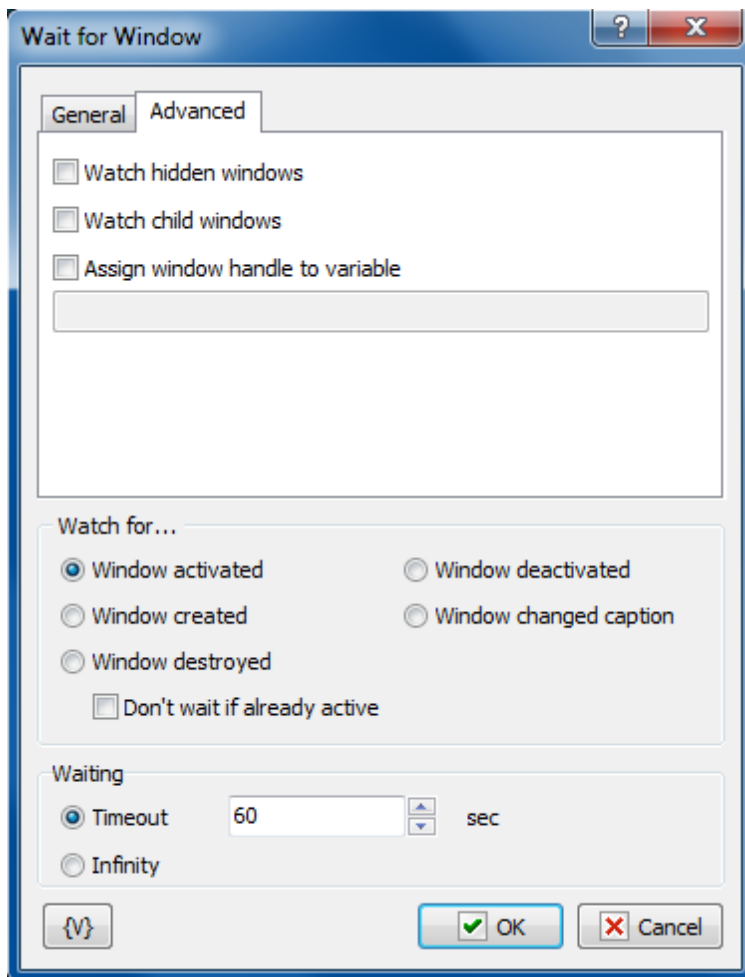 Wait for Window
?
General Advanced
Watch hidden windows
Watch child windows
Assign window handle to variable
Watch for...
Window activated Window deactivated
Window created Window changed caption
Window destroyed
Don't wait if already active
Waiting
Timeout 60 sec
Infinity
{V} OK Cancel